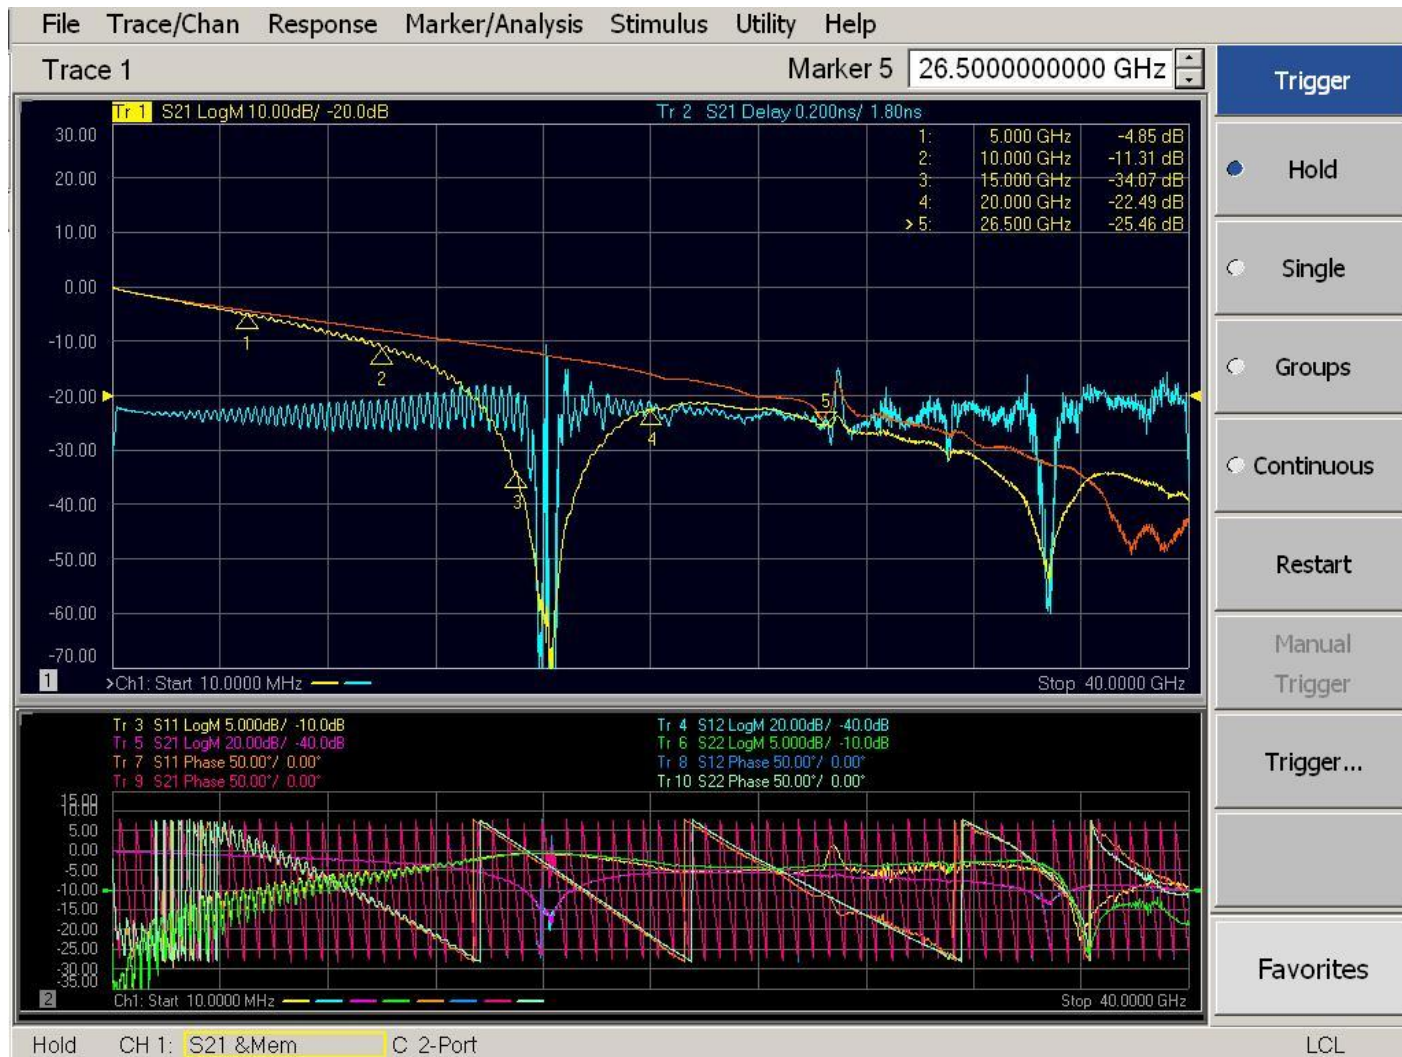 File Trace/Chan Response Marker/Analysis Stimulus Utility Help
Trace 1 Marker 5 26.5000000000 GHz
Tr 1 S21 LogM 10.00dB/ -20.0dB Tr 2 S21 Delay 0.200ns/ 1.80ns
30.00
20.00
10.00
0.00
-10.00
-20.00
-30.00
-40.00
-50.00
-60.00
-70.00
1: 5.000 GHz -4.85 dB
2: 10.000 GHz -11.31 dB
3: 15.000 GHz -34.07 dB
4: 20.000 GHz -22.49 dB
> 5: 26.500 GHz -25.46 dB
1
2
3
4
5
1 >Ch1: Start 10.0000 MHz Stop 40.0000 GHz
Tr 3 S11 LogM 5.000dB/ -10.0dB Tr 4 S12 LogM 20.00dB/ -40.0dB
Tr 5 S21 LogM 20.00dB/ -40.0dB Tr 6 S22 LogM 5.000dB/ -10.0dB
Tr 7 S11 Phase 50.00°/ 0.00° Tr 8 S12 Phase 50.00°/ 0.00°
Tr 9 S21 Phase 50.00°/ 0.00° Tr 10 S22 Phase 50.00°/ 0.00°
5.00
0.00
-5.00
-10.00
-15.00
-20.00
-25.00
-35.00
2 Ch1: Start 10.0000 MHz Stop 40.0000 GHz
Trigger
Hold
Single
Groups
Continuous
Restart
Manual
Trigger
Trigger...
Favorites
Hold CH 1: S21 &Mem C 2-Port LCL